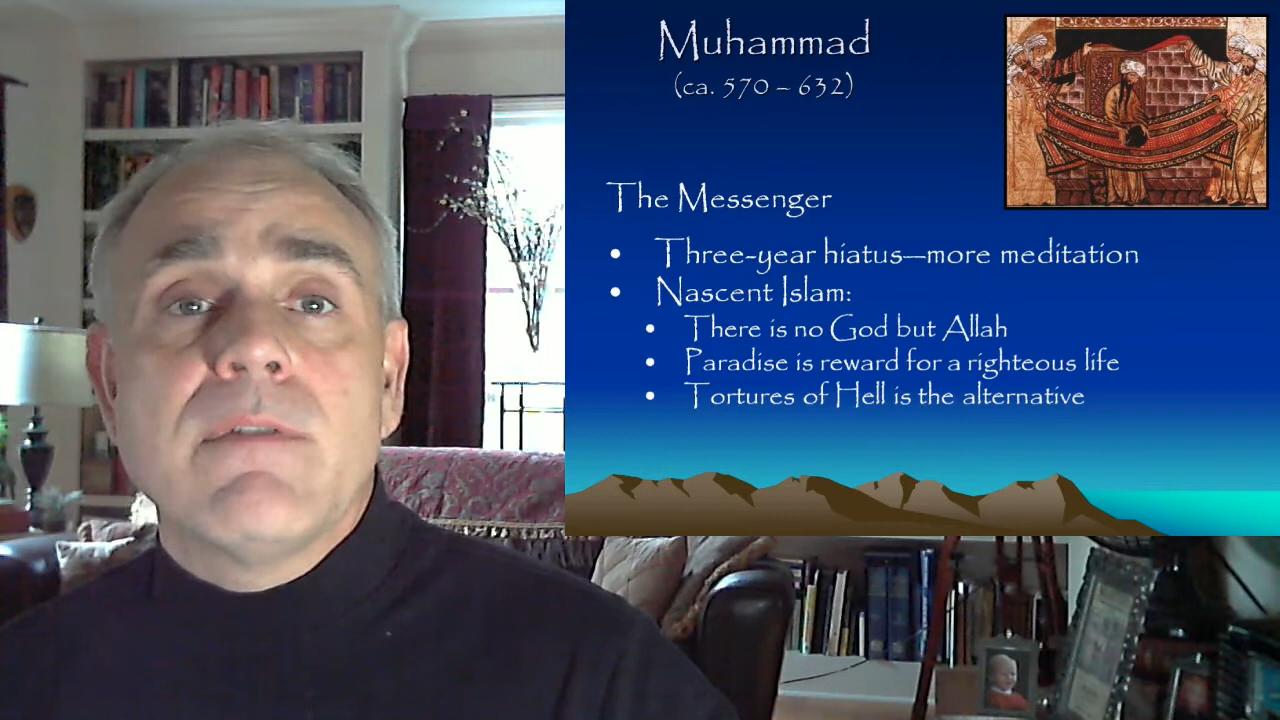 Muhammad
(ca. 570 – 632)
The Messenger
• Three-year hiatus—more meditation
• Nascent Islam:
• There is no God but Allah
• Paradise is reward for a righteous life
• Tortures of Hell is the alternative